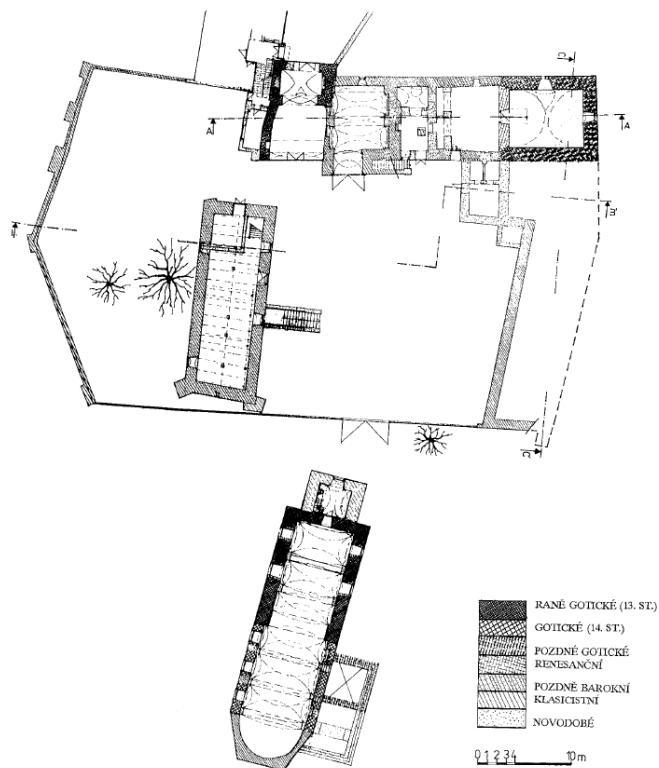 A
A
RANĚ GOTICKÉ (13. ST.)
GOTICKÉ (14. ST.)
POZDNĚ GOTICKÉ
RENESANČNÍ
POZDNĚ BAROKNÍ
KLASICISTNÍ
NOVODOBÉ
0 1 2 3 4 10 m